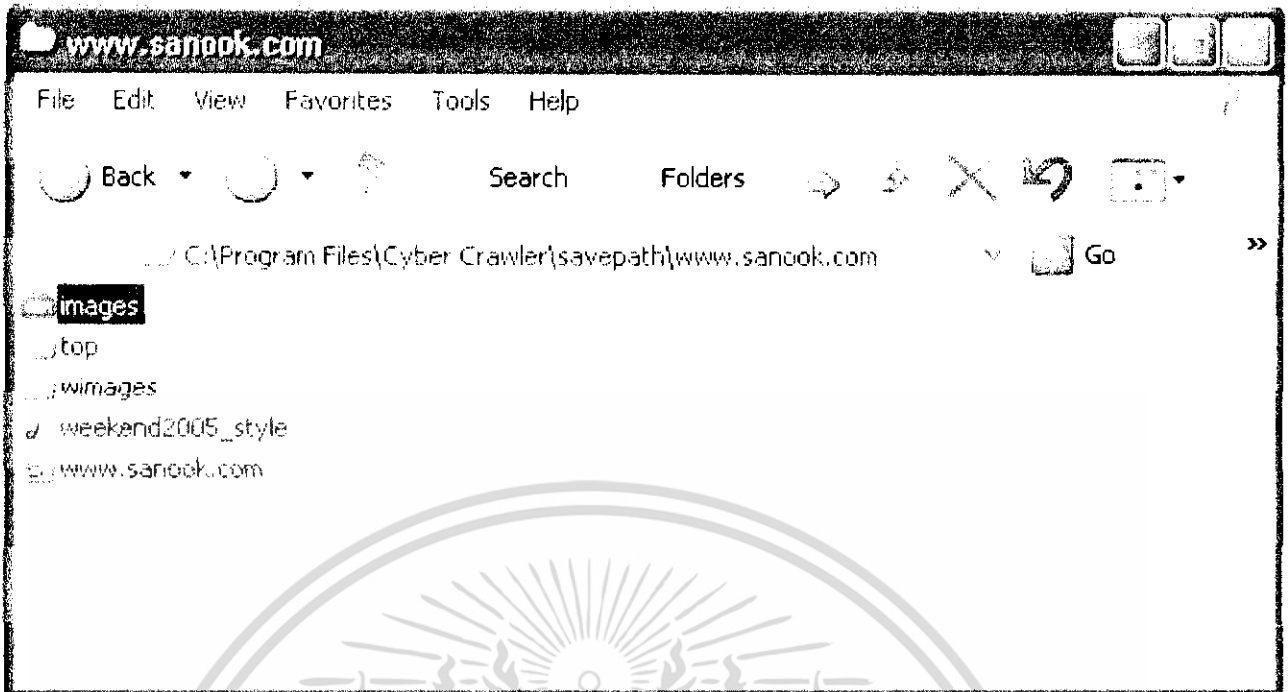 www.sanook.com
File Edit View Favorites Tools Help
Back Search Folders
C:\Program Files\Cyber Crawler\savepath\www.sanook.com Go »
images
top
wimages
weekend2005_style
www.sanook.com